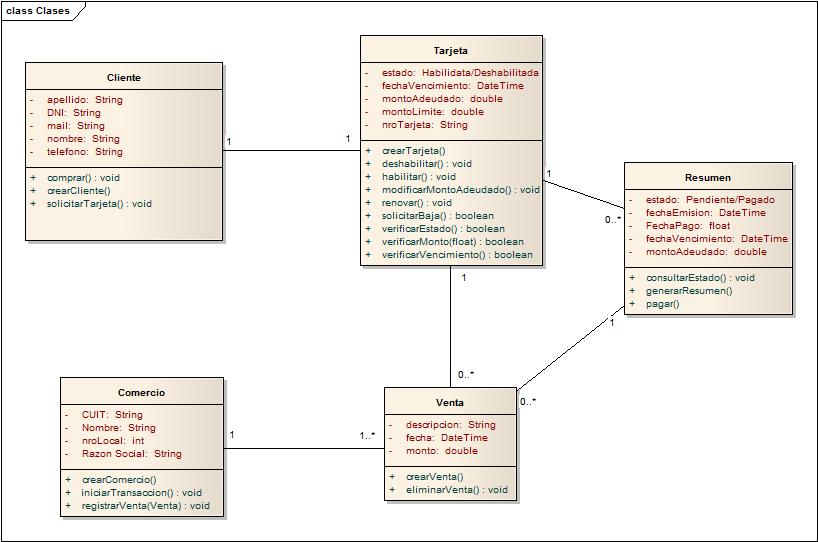 class Clases
Cliente
- apellido: String
- DNI: String
- mail: String
- nombre: String
- telefono: String
+ comprar() : void
+ crearCliente()
+ solicitarTarjeta() : void
1
1
Tarjeta
- estado: Habilidata/Deshabilitada
- fechaVencimiento: DateTime
- montoAdeudado: double
- montoLimite: double
- nroTarjeta: String
+ crearTarjeta()
+ deshabilitar() : void
+ habilitar() : void
+ modificarMontoAdeudado() : void
+ renovar() : void
+ solicitarBaja() : boolean
+ verificarEstado() : boolean
+ verificarMonto(float) : boolean
+ verificarVencimiento() : boolean
1
0..*
Resumen
- estado: Pendiente/Pagado
- fechaEmision: DateTime
- FechaPago: float
- fechaVencimiento: DateTime
- montoAdeudado: double
+ consultarEstado() : void
+ generarResumen()
+ pagar()
1
0..*
1
0..*
Comercio
- CUIT: String
- Nombre: String
- nroLocal: int
- Razon Social: String
+ crearComercio()
+ iniciarTransaccion() : void
+ registrarVenta(Venta) : void
1
1..*
Venta
- descripcion: String
- fecha: DateTime
- monto: double
+ crearVenta()
+ eliminarVenta() : void